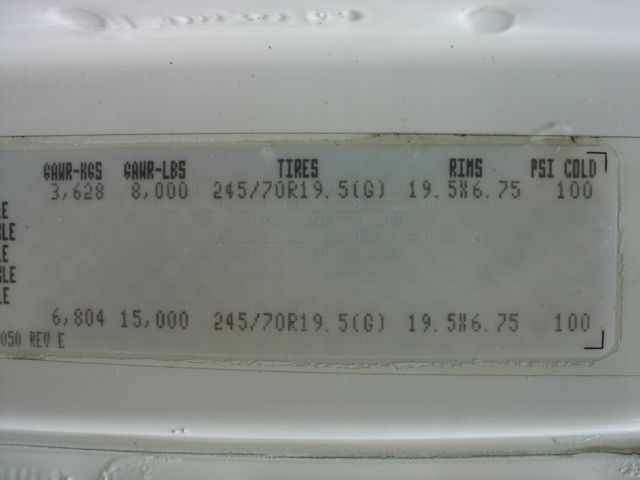 GAWR-KGS GAWR-LBS TIRES RIMS PSI COLD
3,628 8,000 245/70R19.5(G) 19.5X6.75 100
LE
LE
LE
LE
LE
6,804 15,000 245/70R19.5(G) 19.5X6.75 100
050 REV E